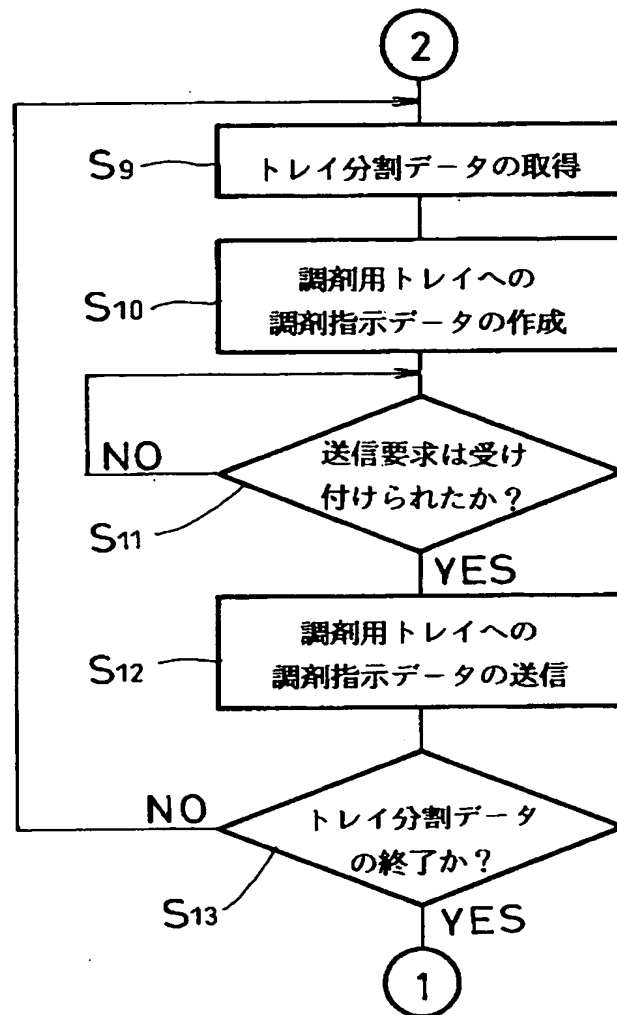 2
S9
トレイ分割データの取得
S10
調剤用トレイへの
調剤指示データの作成
NO
送信要求は受け
付けられたか?
S11
YES
S12
調剤用トレイへの
調剤指示データの送信
NO
トレイ分割データ
の終了か?
S13
YES
1